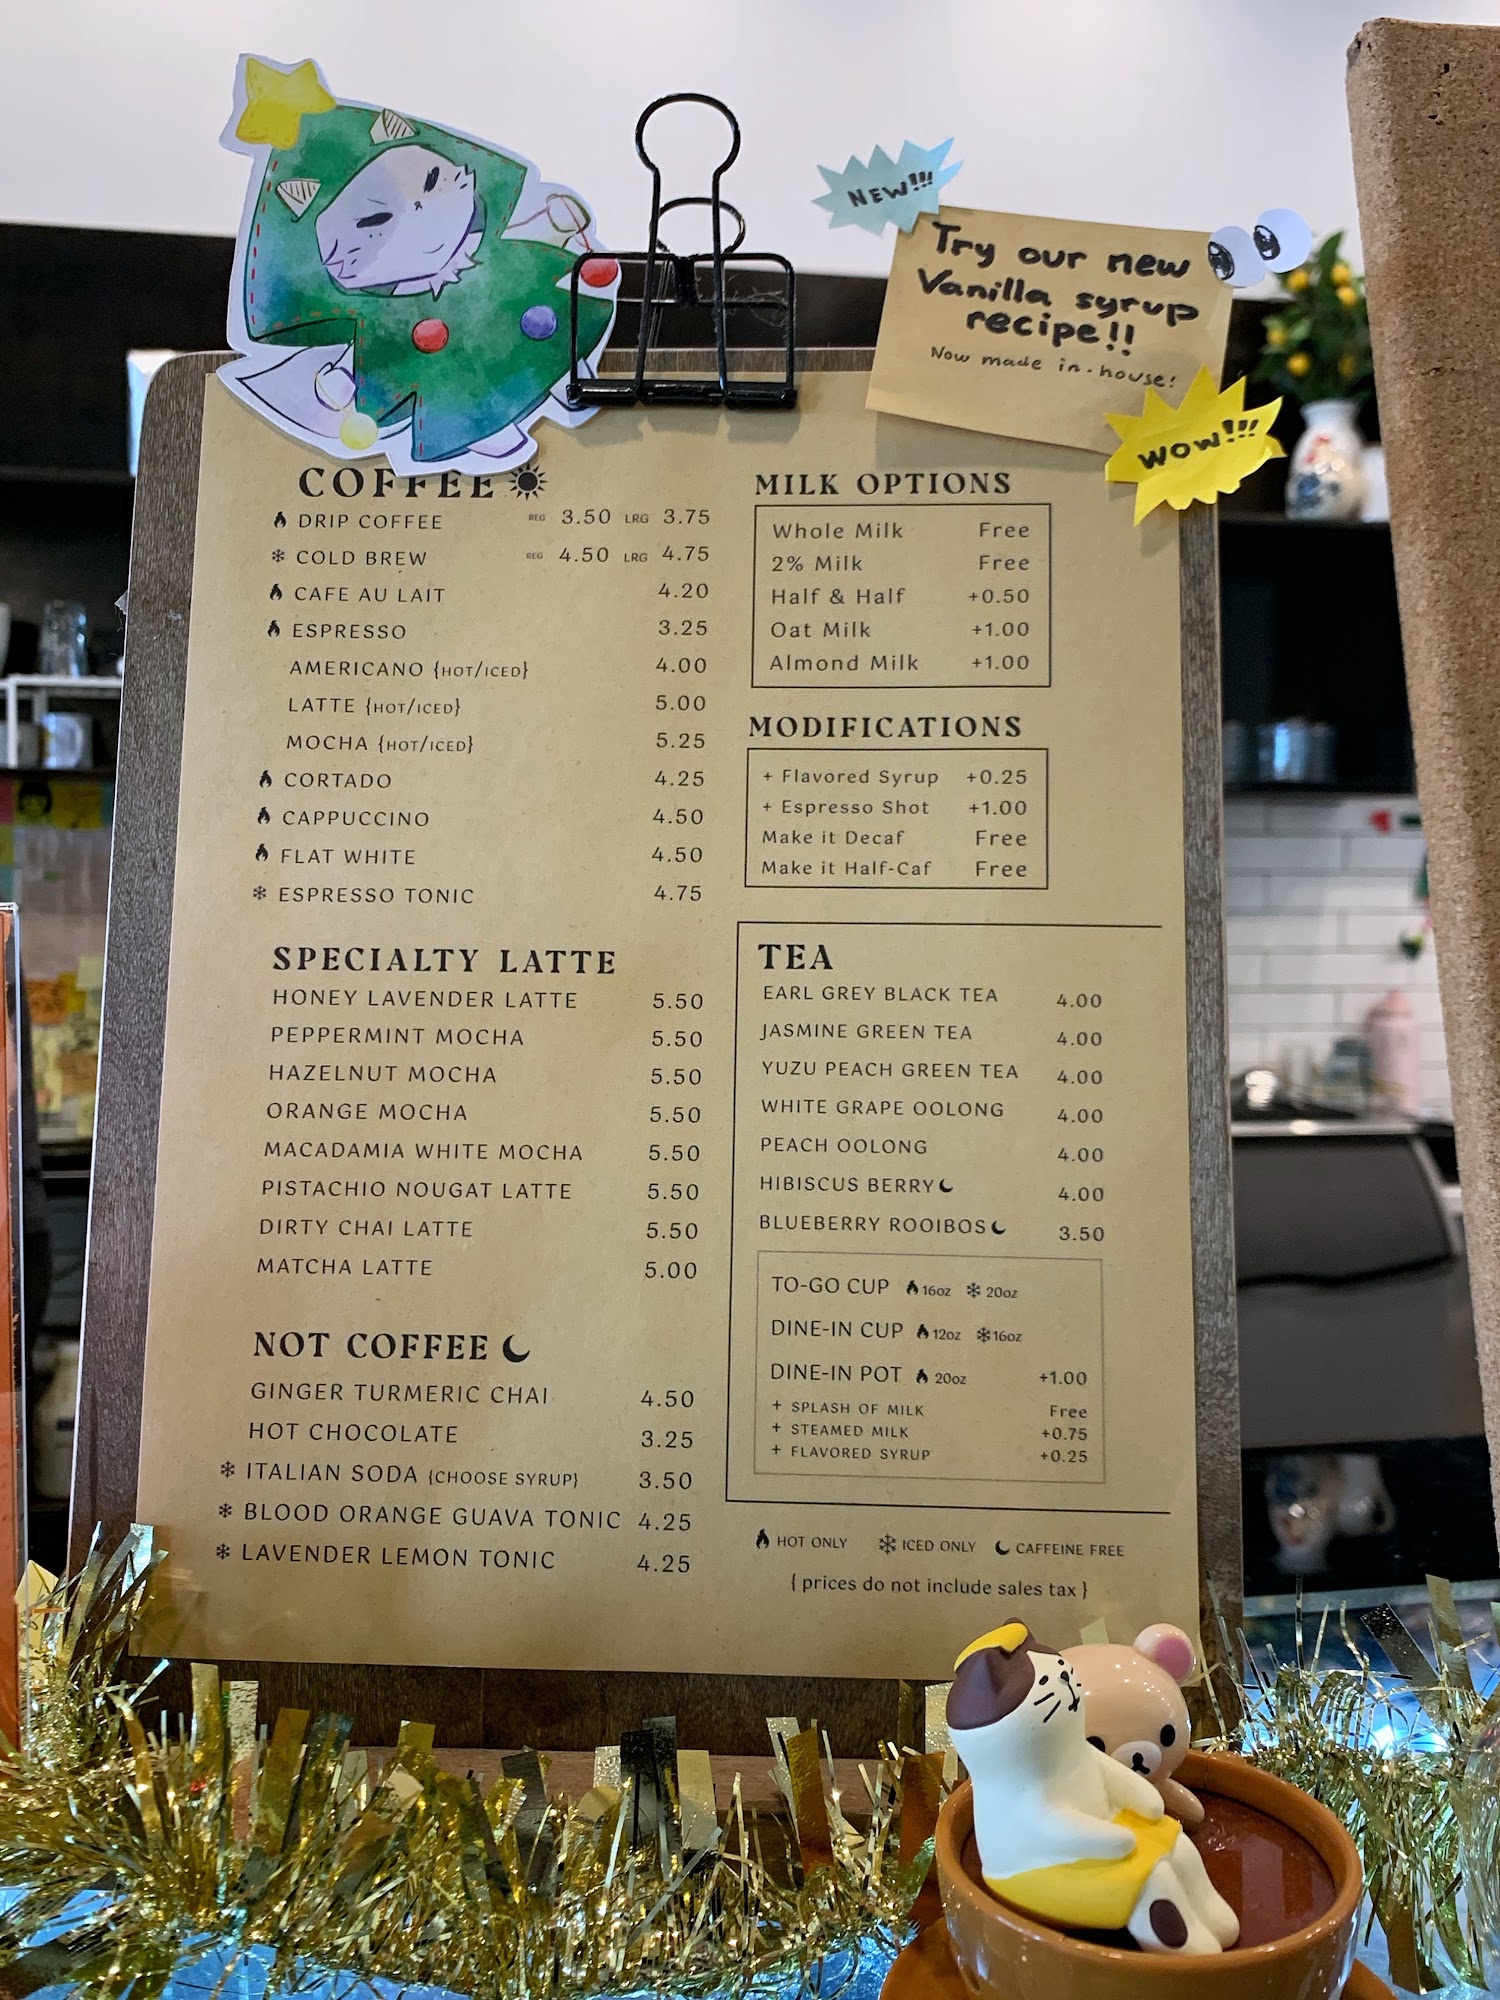 NEW!!!
Try our new
Vanilla syrup
recipe!!
Now made in-house!
WOW!!!
COFFEE
DRIP COFFEE REG 3.50 LRG 3.75
COLD BREW REG 4.50 LRG 4.75
CAFE AU LAIT 4.20
ESPRESSO 3.25
AMERICANO {HOT/ICED} 4.00
LATTE {HOT/ICED} 5.00
MOCHA {HOT/ICED} 5.25
CORTADO 4.25
CAPPUCCINO 4.50
FLAT WHITE 4.50
ESPRESSO TONIC 4.75
SPECIALTY LATTE
HONEY LAVENDER LATTE 5.50
PEPPERMINT MOCHA 5.50
HAZELNUT MOCHA 5.50
ORANGE MOCHA 5.50
MACADAMIA WHITE MOCHA 5.50
PISTACHIO NOUGAT LATTE 5.50
DIRTY CHAI LATTE 5.50
MATCHA LATTE 5.00
NOT COFFEE
GINGER TURMERIC CHAI 4.50
HOT CHOCOLATE 3.25
ITALIAN SODA {CHOOSE SYRUP} 3.50
BLOOD ORANGE GUAVA TONIC 4.25
LAVENDER LEMON TONIC 4.25
MILK OPTIONS
Whole Milk Free
2% Milk Free
Half & Half +0.50
Oat Milk +1.00
Almond Milk +1.00
MODIFICATIONS
+ Flavored Syrup +0.25
+ Espresso Shot +1.00
Make it Decaf Free
Make it Half-Caf Free
TEA
EARL GREY BLACK TEA 4.00
JASMINE GREEN TEA 4.00
YUZU PEACH GREEN TEA 4.00
WHITE GRAPE OOLONG 4.00
PEACH OOLONG 4.00
HIBISCUS BERRY 4.00
BLUEBERRY ROOIBOS 3.50
TO-GO CUP 16oz 20oz
DINE-IN CUP 12oz 16oz
DINE-IN POT 20oz +1.00
+ SPLASH OF MILK Free
+ STEAMED MILK +0.75
+ FLAVORED SYRUP +0.25
HOT ONLY ICED ONLY CAFFEINE FREE
{ prices do not include sales tax }